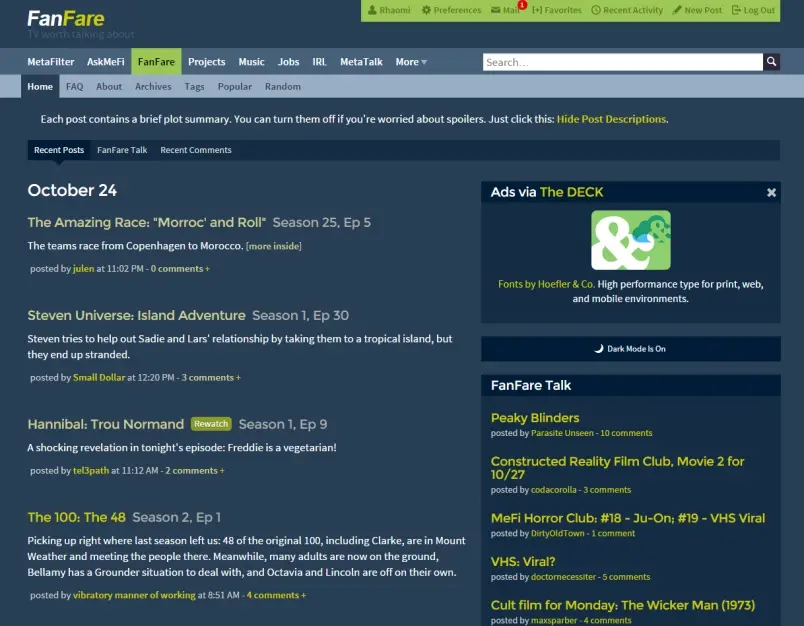 FanFare
TV worth talking about
Rhaomi Preferences Mail 1 [+] Favorites Recent Activity New Post Log Out
MetaFilter AskMeFi FanFare Projects Music Jobs IRL MetaTalk More
Search...
Home FAQ About Archives Tags Popular Random
Each post contains a brief plot summary. You can turn them off if you're worried about spoilers. Just click this: Hide Post Descriptions.
Recent Posts FanFare Talk Recent Comments
October 24
The Amazing Race: "Morroc' and Roll" Season 25, Ep 5
The teams race from Copenhagen to Morocco. [more inside]
posted by julen at 11:02 PM - 0 comments +
Steven Universe: Island Adventure Season 1, Ep 30
Steven tries to help out Sadie and Lars' relationship by taking them to a tropical island, but
they end up stranded.
posted by Small Dollar at 12:20 PM - 3 comments +
Hannibal: Trou Normand Rewatch Season 1, Ep 9
A shocking revelation in tonight's episode: Freddie is a vegetarian!
posted by tel3path at 11:12 AM - 2 comments +
The 100: The 48 Season 2, Ep 1
Picking up right where last season left us: 48 of the original 100, including Clarke, are in Mount
Weather and meeting the people there. Meanwhile, many adults are now on the ground,
Bellamy has a Grounder situation to deal with, and Octavia and Lincoln are off on their own.
posted by vibratory manner of working at 8:51 AM - 4 comments +
Ads via The DECK
&
Fonts by Hoefler & Co. High performance type for print, web,
and mobile environments.
Dark Mode Is On
FanFare Talk
Peaky Blinders
posted by Parasite Unseen - 10 comments
Constructed Reality Film Club, Movie 2 for
10/27
posted by codacorolla - 3 comments
MeFi Horror Club: #18 - Ju-On; #19 - VHS Viral
posted by DirtyOldTown - 1 comment
VHS: Viral?
posted by doctornecessiter - 5 comments
Cult film for Monday: The Wicker Man (1973)
posted by maxsparber - 4 comments